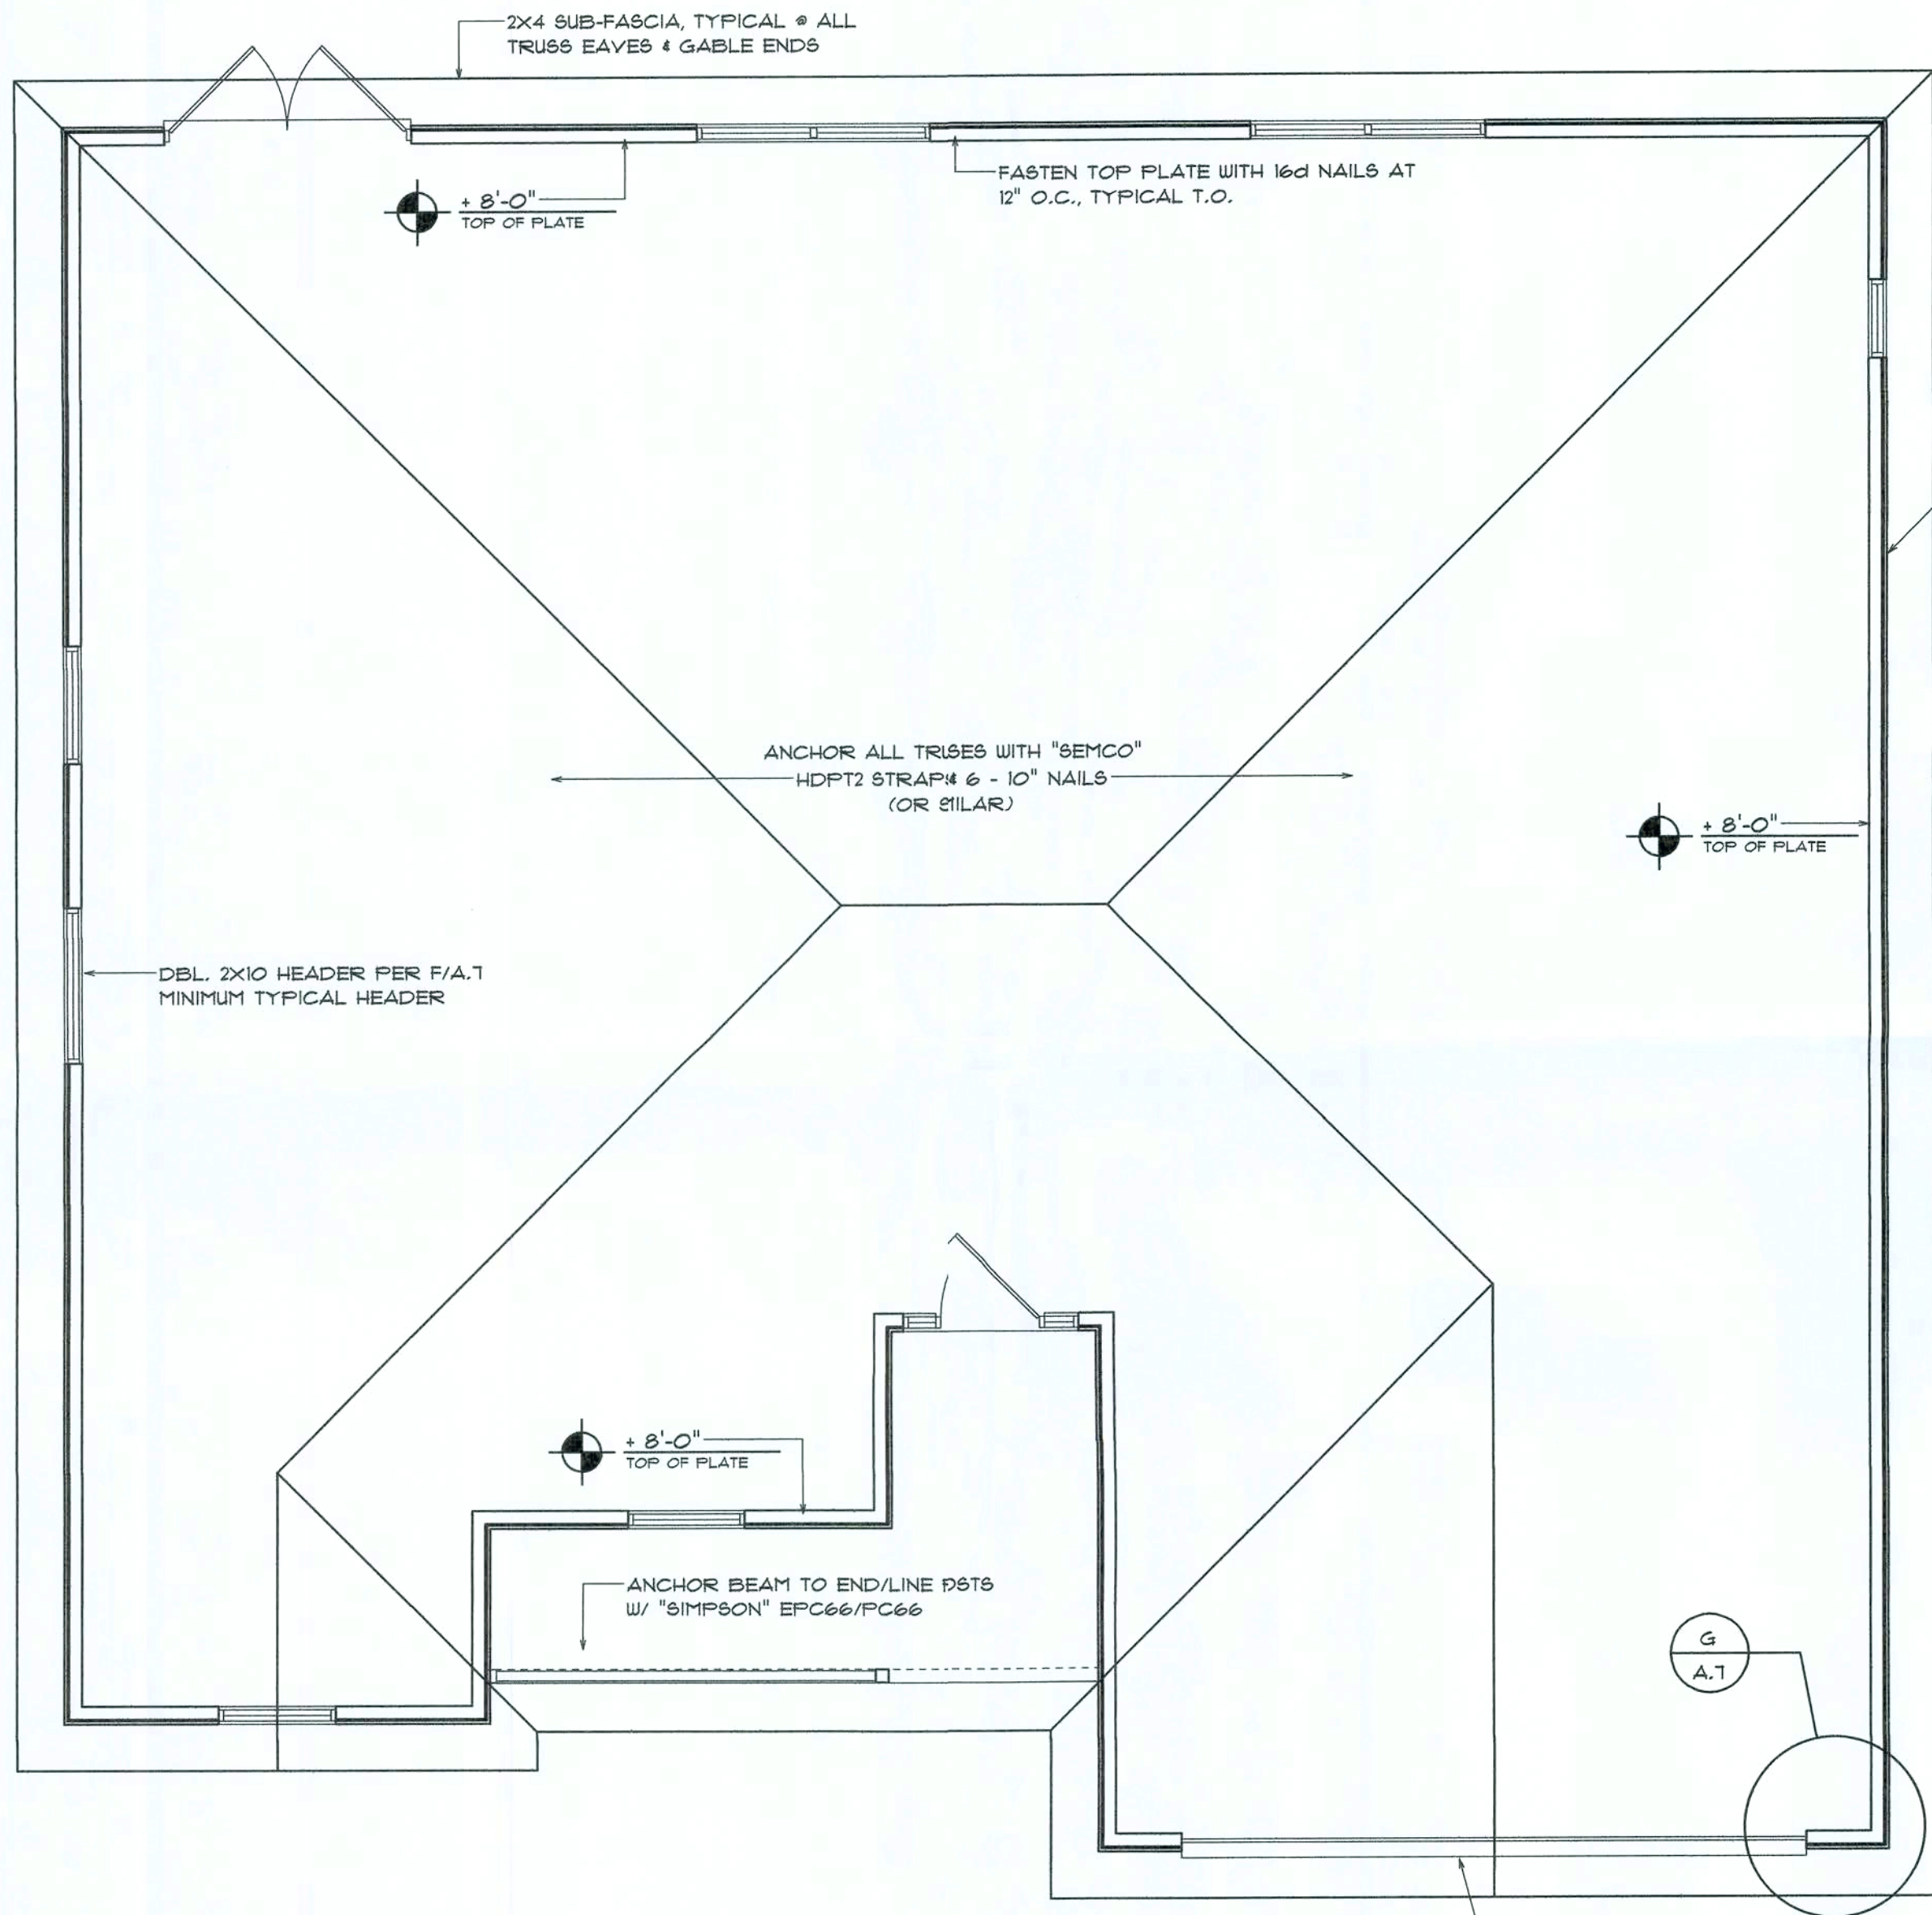 2X4 SUB-FASCIA, TYPICAL @ ALL
TRUSS EAVES & GABLE ENDS
FASTEN TOP PLATE WITH 16d NAILS AT
12" O.C., TYPICAL T.O.
+ 8'-0"
TOP OF PLATE
ANCHOR ALL TRUSES WITH "SEMCO"
HDPT2 STRAP & 6 - 10" NAILS
(OR SIILAR)
+ 8'-0"
TOP OF PLATE
DBL. 2X10 HEADER PER F/A.7
MINIMUM TYPICAL HEADER
+ 8'-0"
TOP OF PLATE
ANCHOR BEAM TO END/LINE PSTS
W/ "SIMPSON" EPC66/PC66
G
A.7